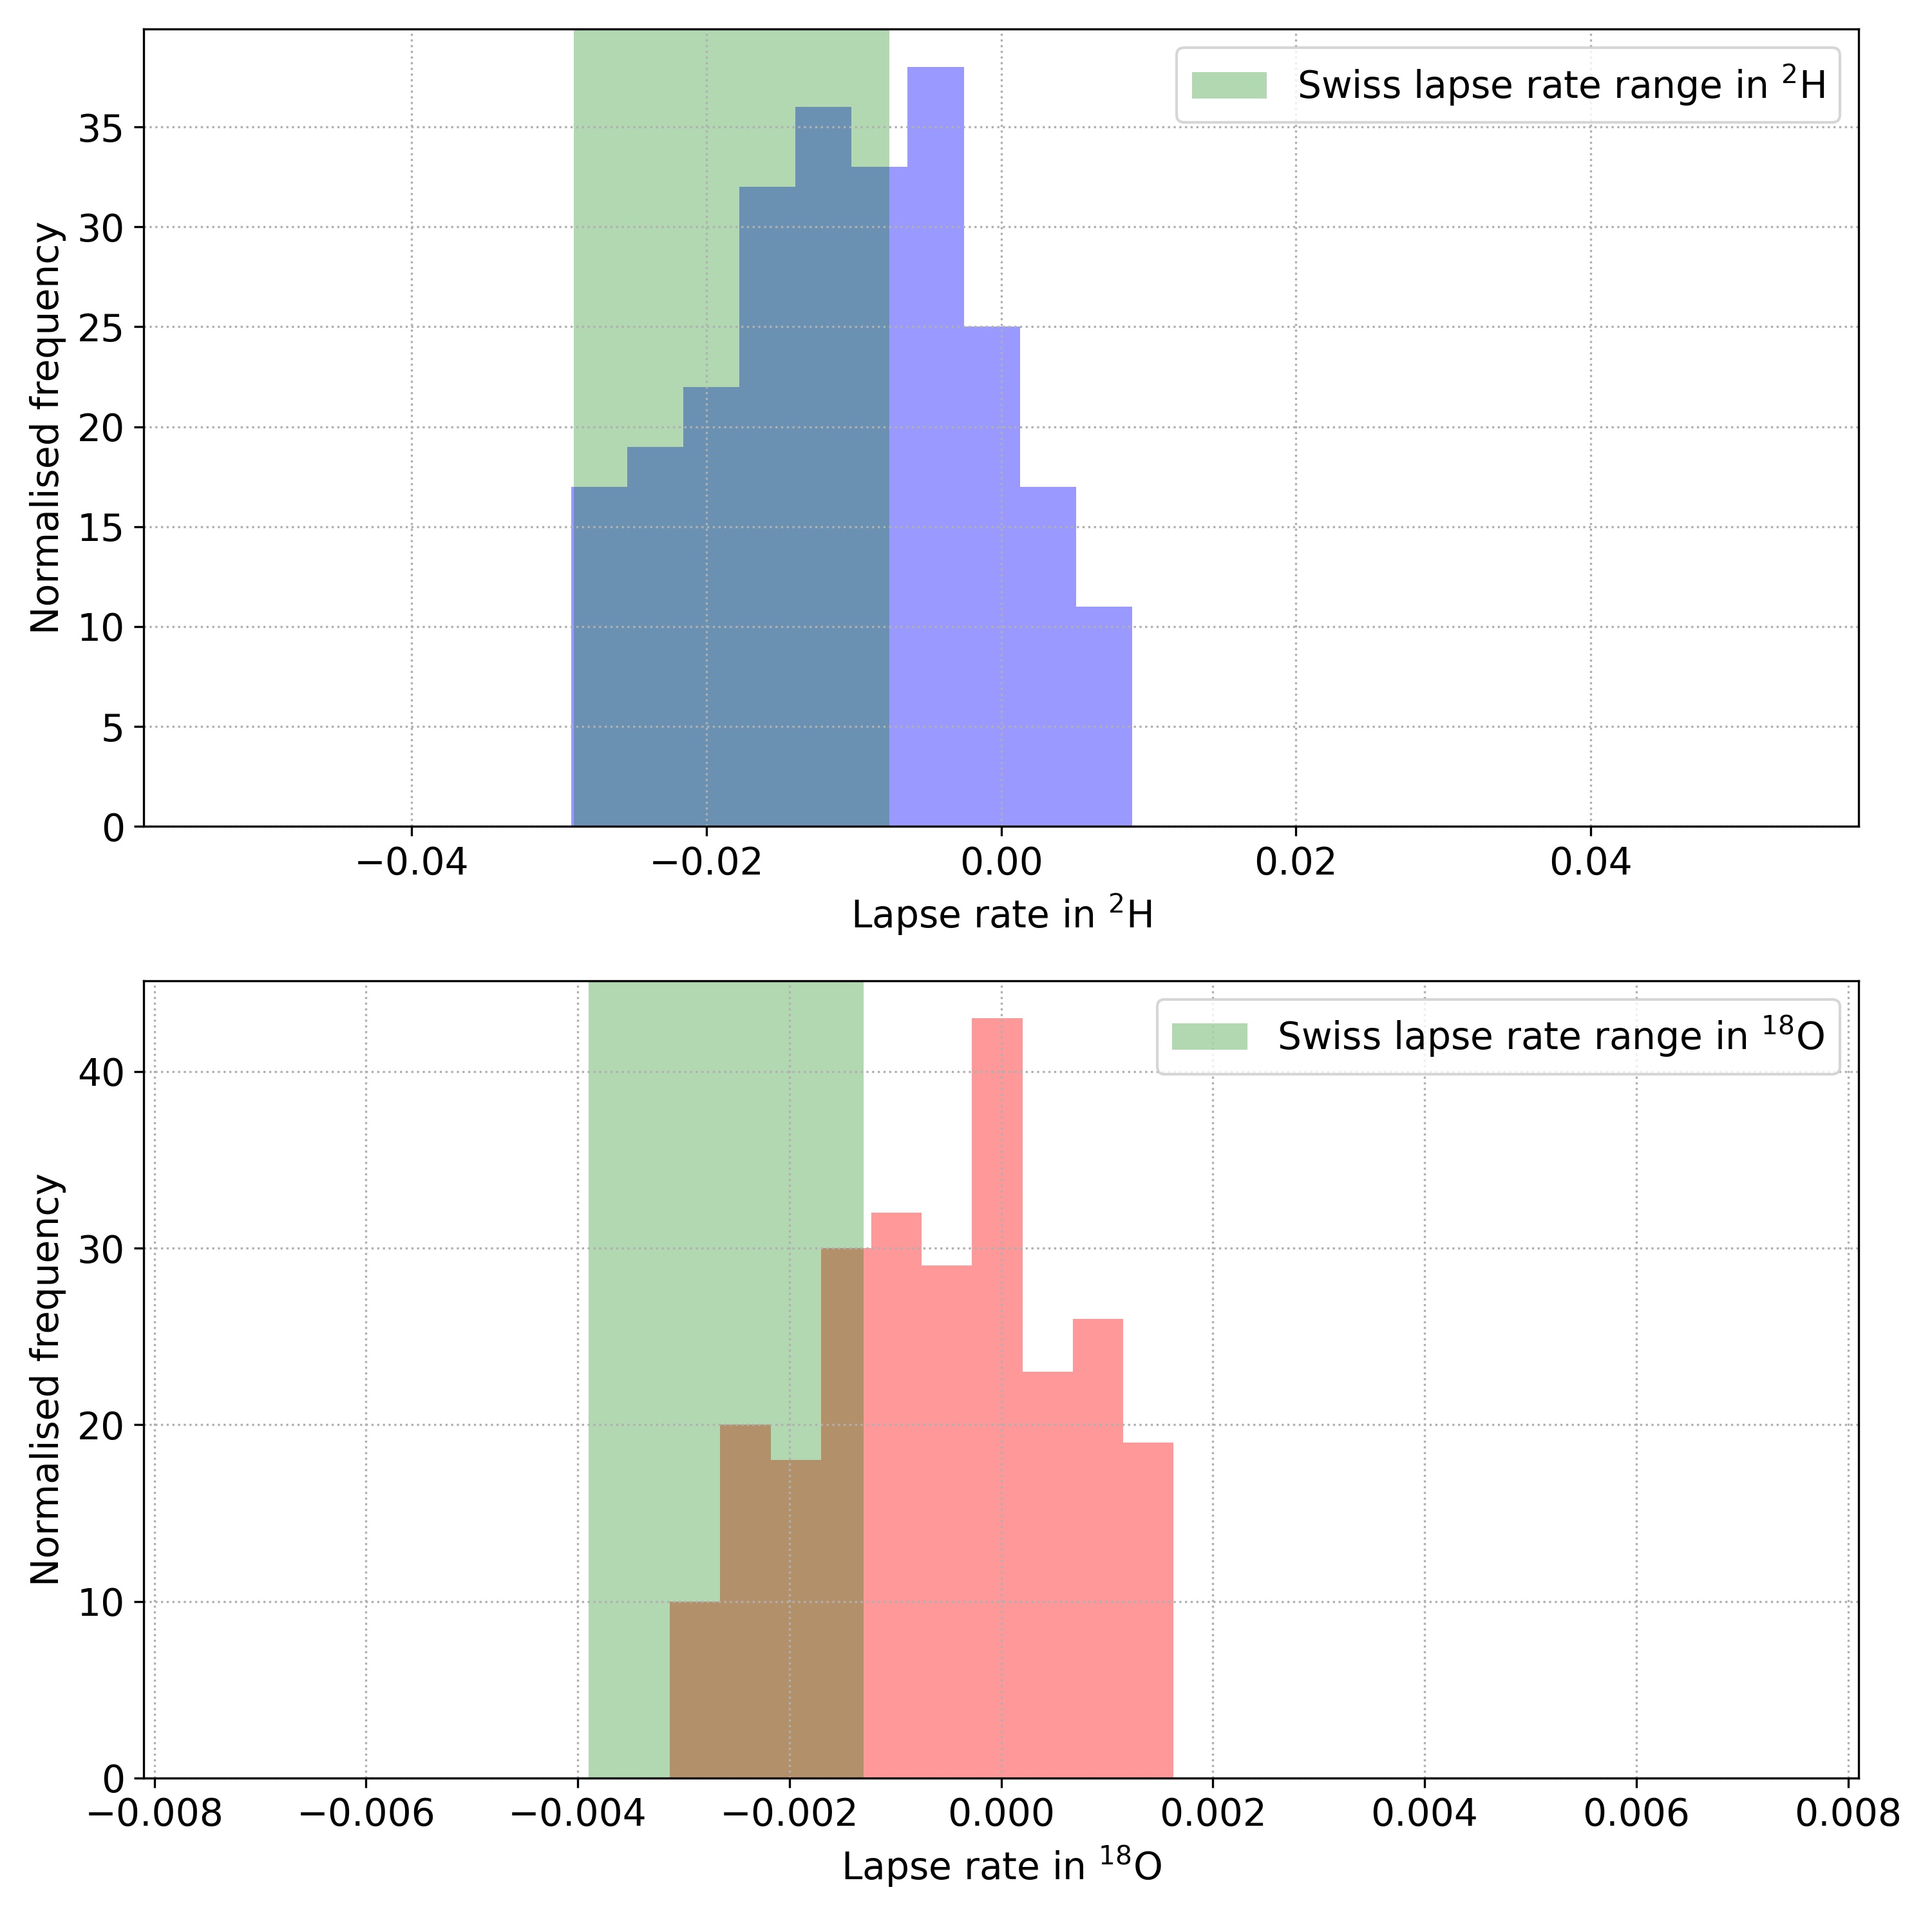 Swiss lapse rate range in ²H
Normalised frequency
35
30
25
20
15
10
5
0
−0.04 −0.02 0.00 0.02 0.04
Lapse rate in ²H
Swiss lapse rate range in ¹⁸O
Normalised frequency
40
30
20
10
0
−0.008 −0.006 −0.004 −0.002 0.000 0.002 0.004 0.006 0.008
Lapse rate in ¹⁸O